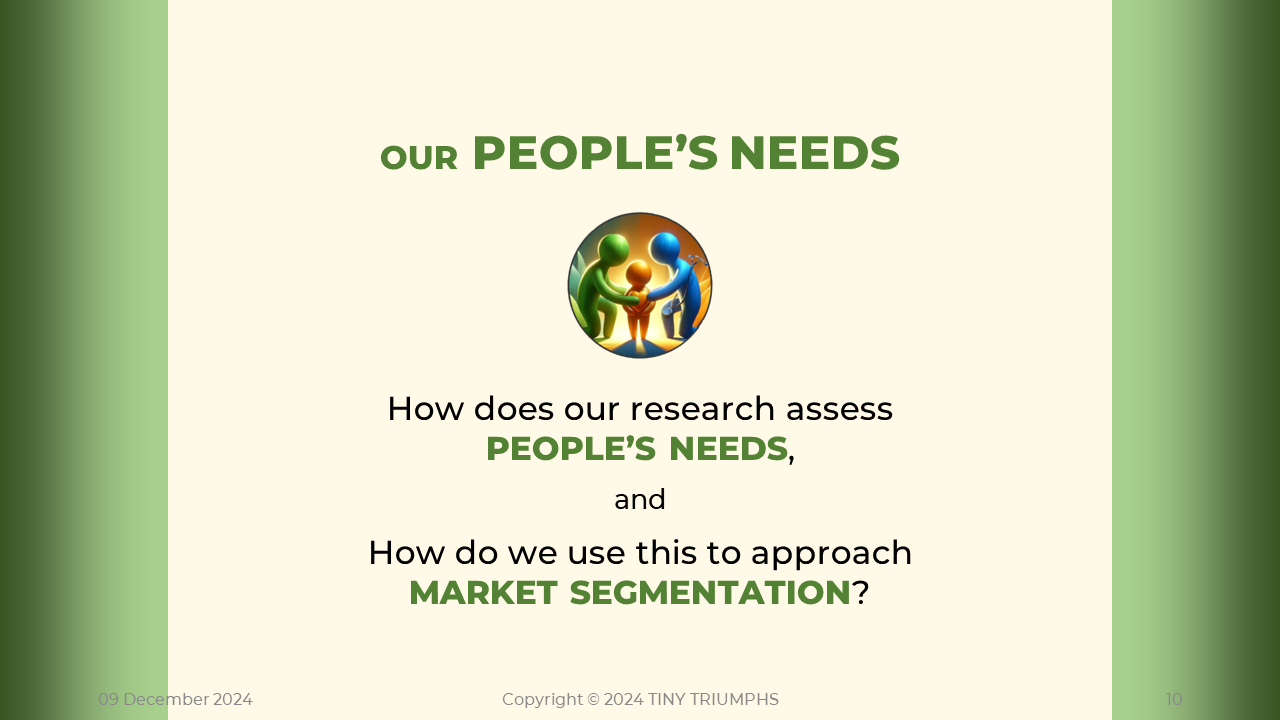 OUR PEOPLE’S NEEDS
How does our research assess
PEOPLE’S NEEDS,
and
How do we use this to approach
MARKET SEGMENTATION?
09 December 2024
Copyright © 2024 TINY TRIUMPHS
10